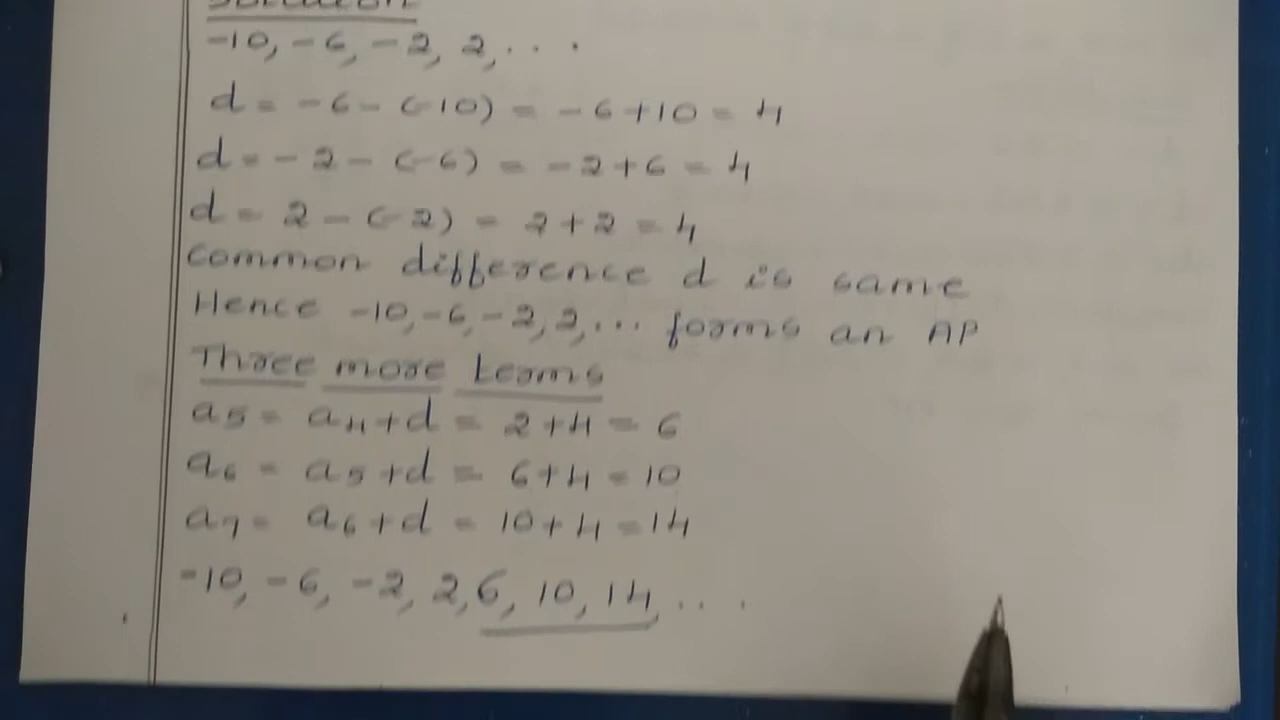 Solution
-10, -6, -2, 2, . . .
d = -6 - (-10) = -6+10 = 4
d = -2 - (-6) = -2+6 = 4
d = 2 - (-2) = 2+2 = 4
Common difference d is same
Hence -10, -6, -2, 2, ... forms an AP
Three more terms
a5 = a4+d = 2+4 = 6
a6 = a5+d = 6+4 = 10
a7 = a6+d = 10+4 = 14
-10, -6, -2, 2, 6, 10, 14, . . .